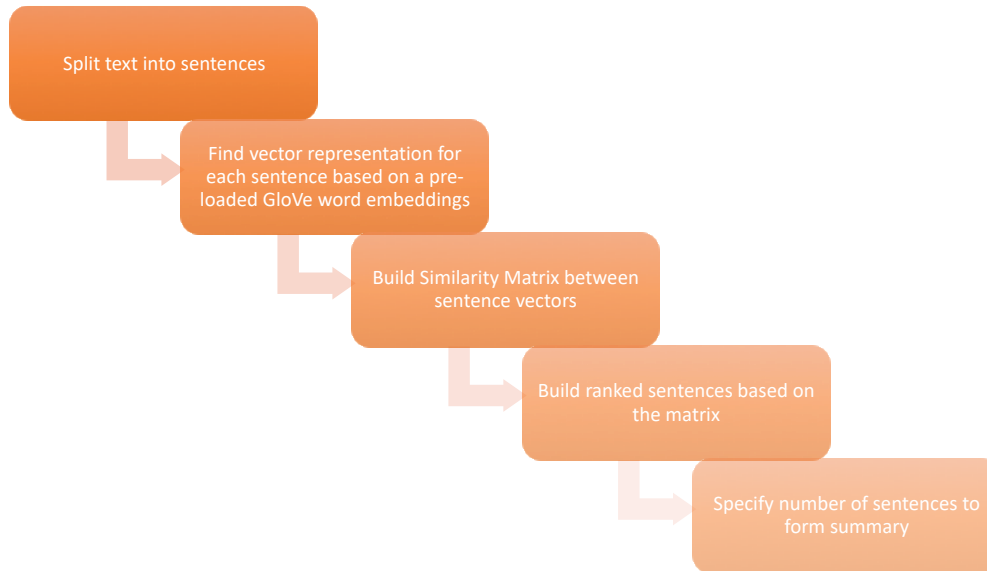 Split text into sentences
Find vector representation for
each sentence based on a pre-
loaded GloVe word embeddings
Build Similarity Matrix between
sentence vectors
Build ranked sentences based on
the matrix
Specify number of sentences to
form summary